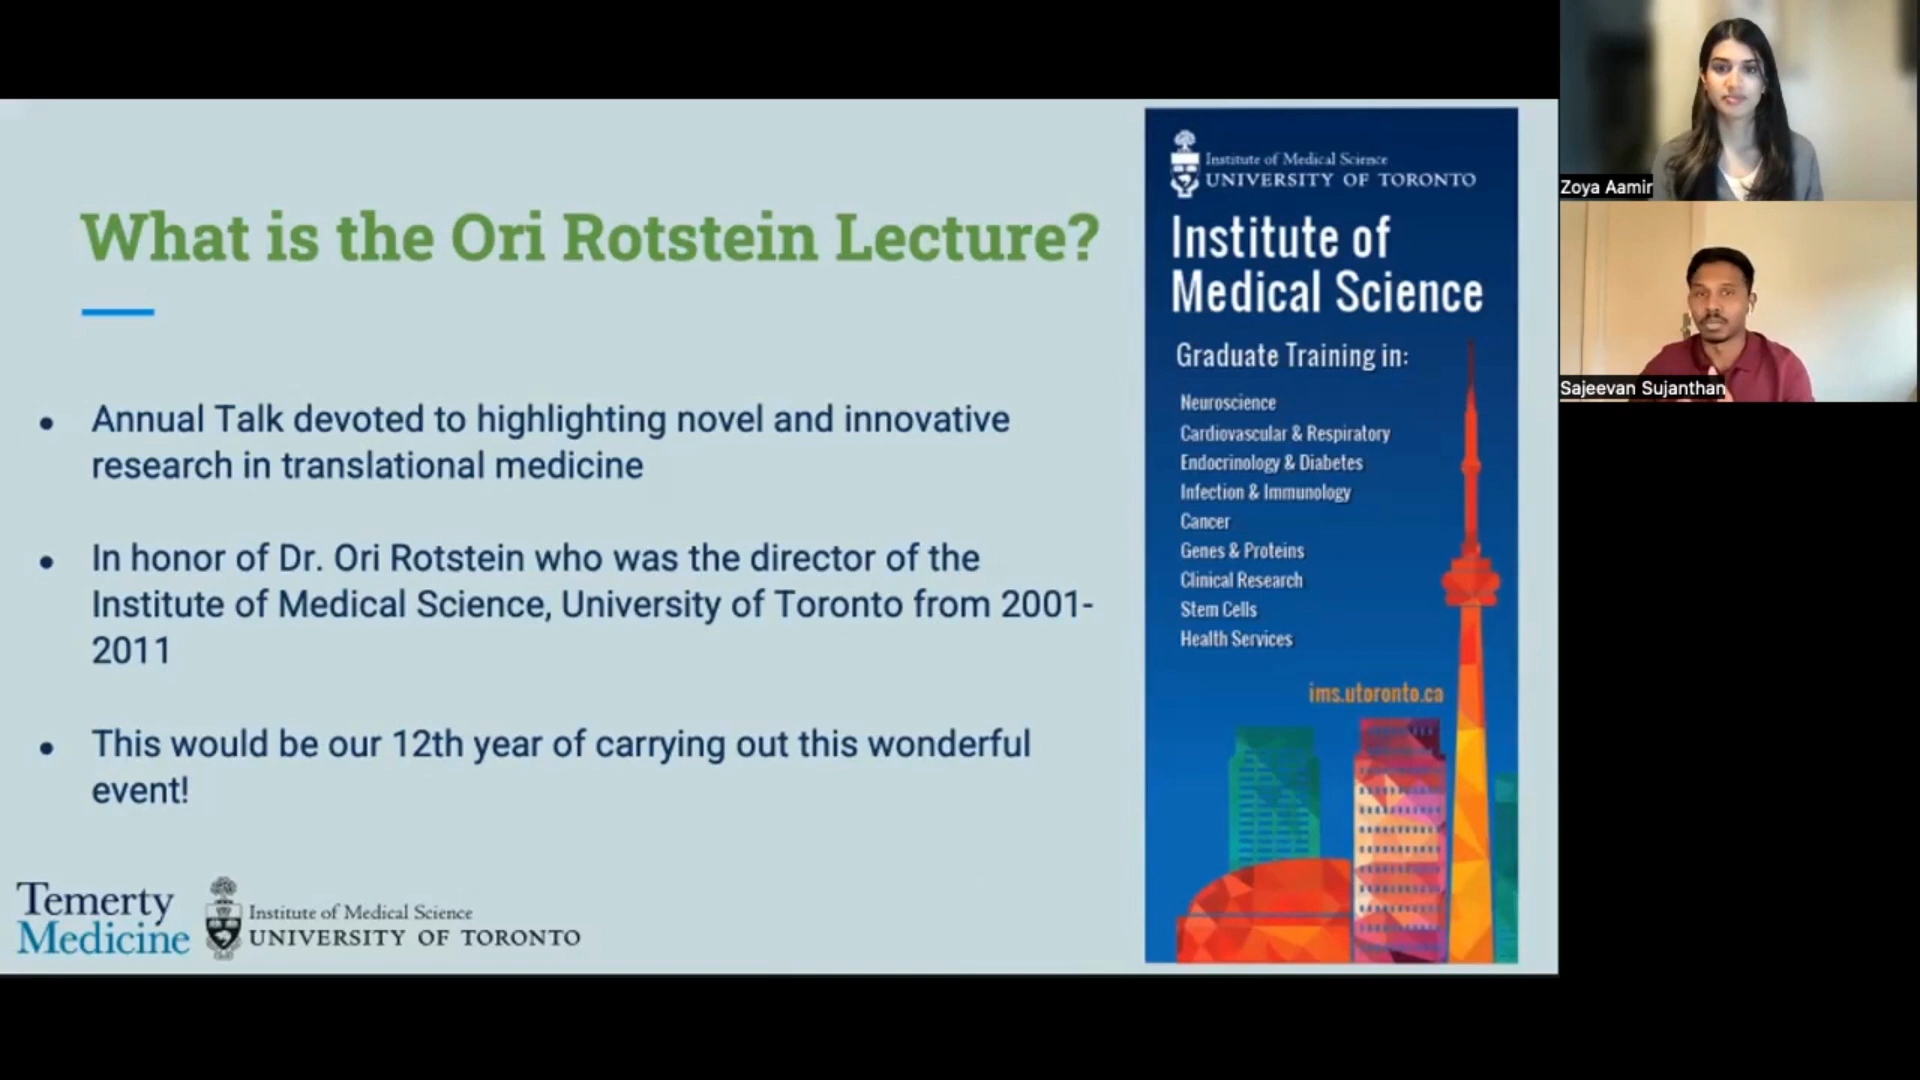 What is the Ori Rotstein Lecture?
Annual Talk devoted to highlighting novel and innovative
research in translational medicine
In honor of Dr. Ori Rotstein who was the director of the
Institute of Medical Science, University of Toronto from 2001-
2011
This would be our 12th year of carrying out this wonderful
event!
Temerty
Medicine
Institute of Medical Science
UNIVERSITY OF TORONTO
Institute of Medical Science
UNIVERSITY OF TORONTO
Institute of
Medical Science
Graduate Training in:
Neuroscience
Cardiovascular & Respiratory
Endocrinology & Diabetes
Infection & Immunology
Cancer
Genes & Proteins
Clinical Research
Stem Cells
Health Services
ims.utoronto.ca
Zoya Aamir
Sajeevan Sujanthan